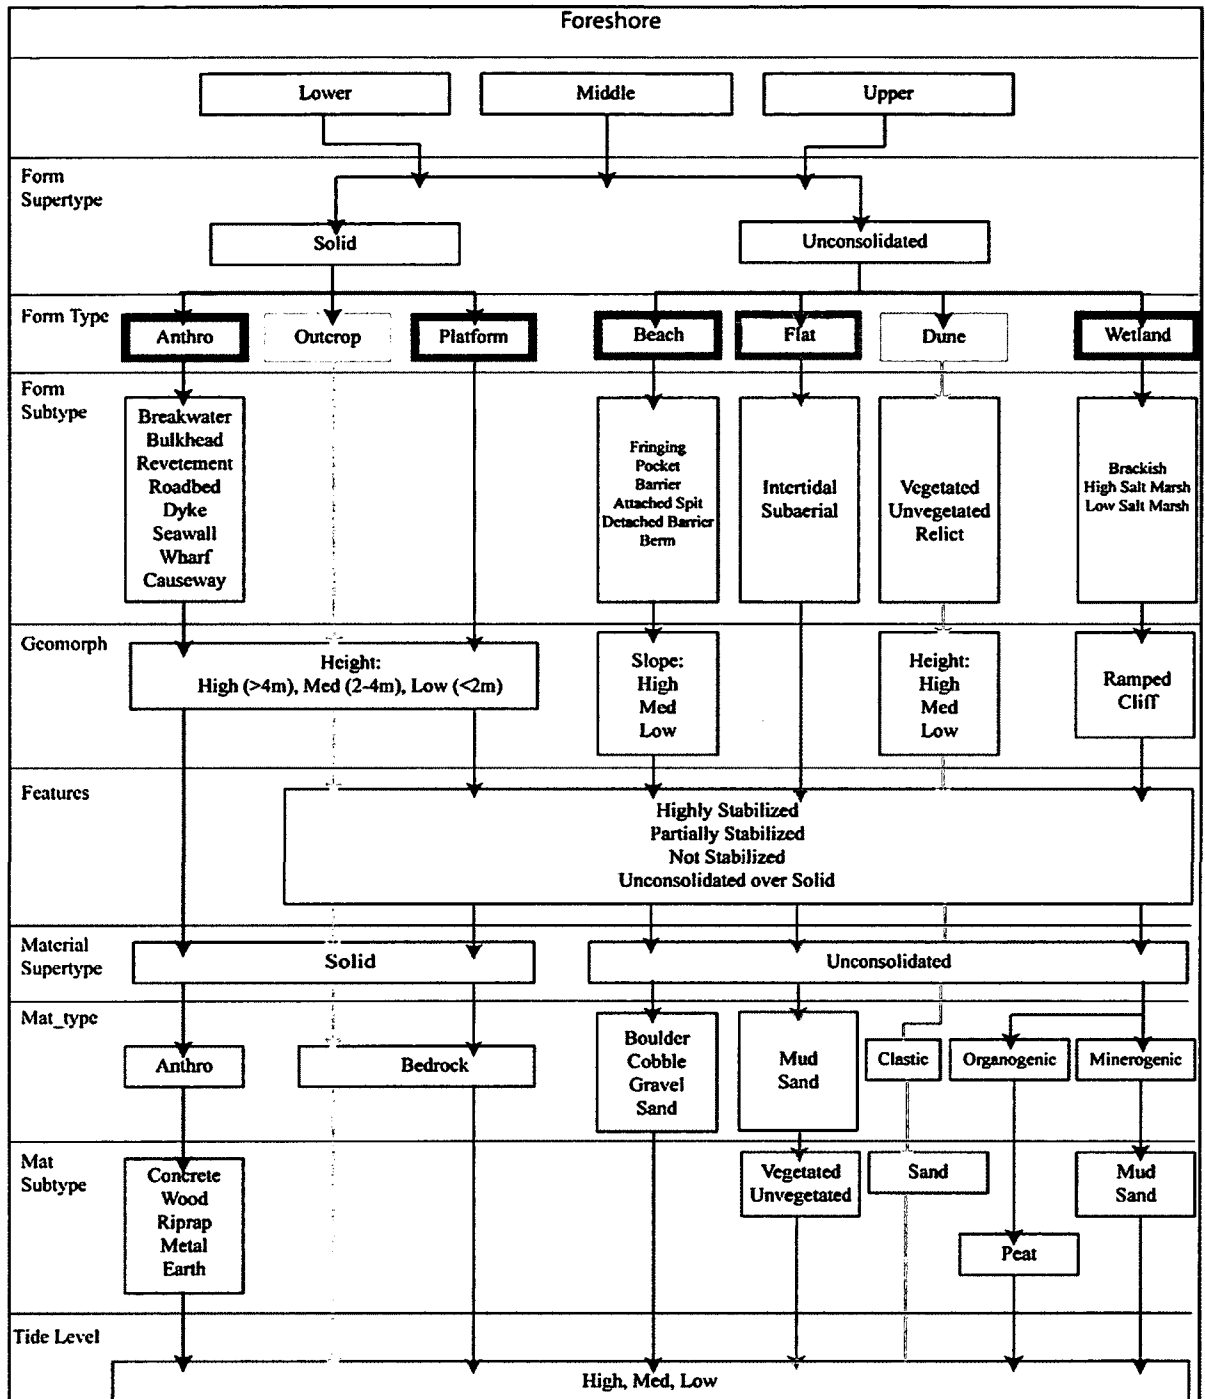 Foreshore
Lower
Middle
Upper
Form
Supertype
Solid
Unconsolidated
Form Type
Anthro
Outcrop
Platform
Beach
Flat
Dune
Wetland
Form
Subtype
Breakwater
Bulkhead
Revetement
Roadbed
Dyke
Seawall
Wharf
Causeway
Fringing
Pocket
Barrier
Attached Spit
Detached Barrier
Berm
Intertidal
Subaerial
Vegetated
Unvegetated
Relict
Brackish
High Salt Marsh
Low Salt Marsh
Geomorph
Height:
High (>4m), Med (2-4m), Low (<2m)
Slope:
High
Med
Low
Height:
High
Med
Low
Ramped
Cliff
Features
Highly Stabilized
Partially Stabilized
Not Stabilized
Unconsolidated over Solid
Material
Supertype
Solid
Unconsolidated
Mat_type
Anthro
Bedrock
Boulder
Cobble
Gravel
Sand
Mud
Sand
Clastic
Organogenic
Minerogenic
Mat
Subtype
Concrete
Wood
Riprap
Metal
Earth
Vegetated
Unvegetated
Sand
Mud
Sand
Peat
Tide Level
High, Med, Low